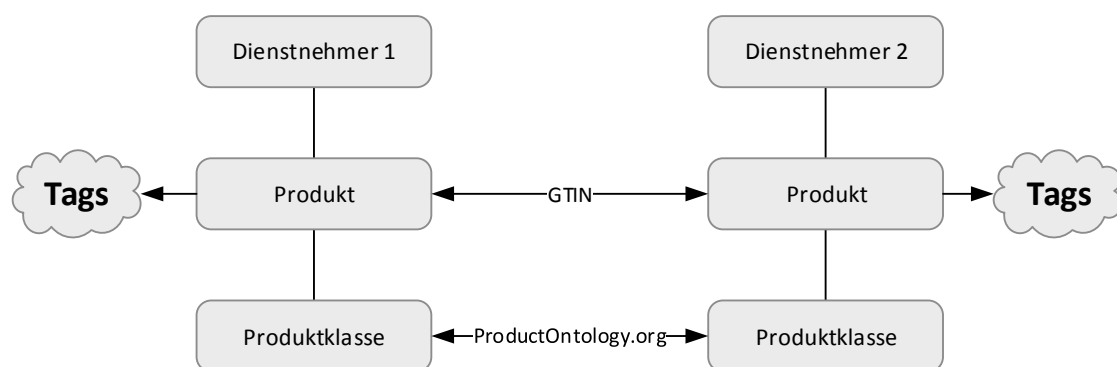 Dienstnehmer 1
Dienstnehmer 2
Tags
Produkt
GTIN
Produkt
Tags
Produktklasse
ProductOntology.org
Produktklasse